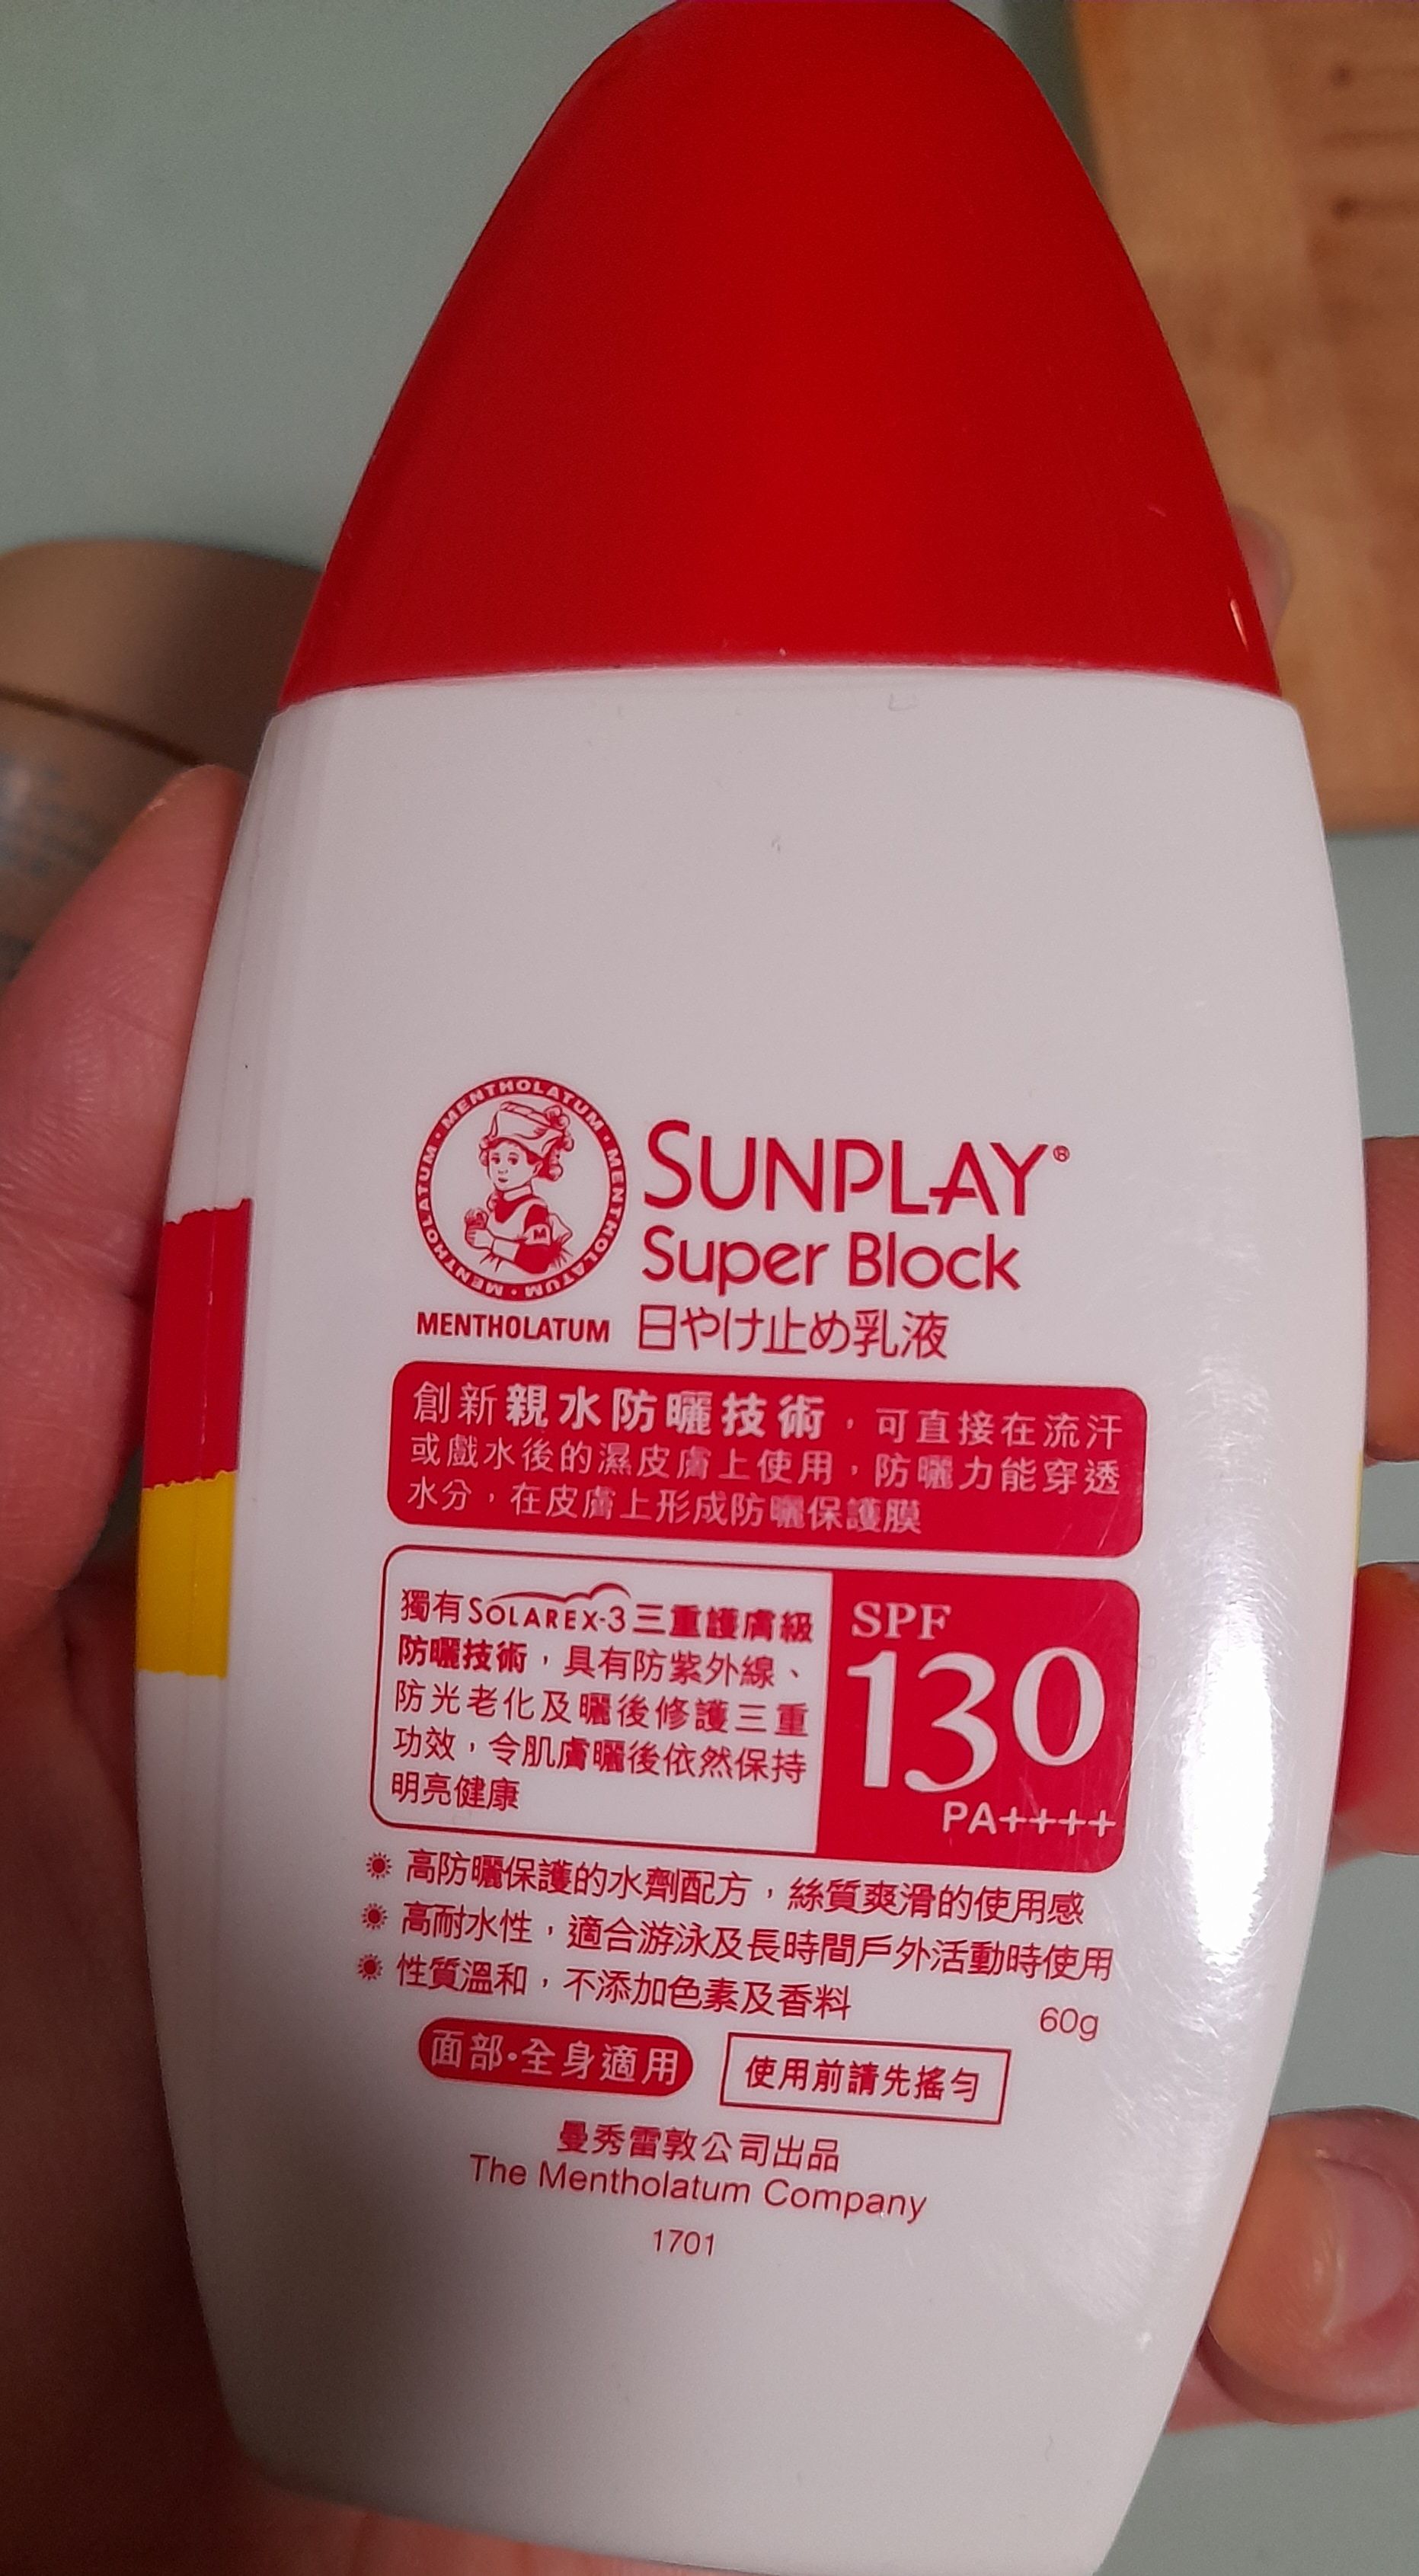 MENTHOLATUM · MENTHOLATUM · MENTHOLATUM · MENTHOLATUM ·
M
MENTHOLATUM
SUNPLAY®
Super Block
日やけ止め乳液
創新親水防曬技術，可直接在流汗
或戲水後的濕皮膚上使用，防曬力能穿透
水分，在皮膚上形成防曬保護膜
獨有SOLAREX-3三重護膚級
防曬技術，具有防紫外線、
防光老化及曬後修護三重
功效，令肌膚曬後依然保持
明亮健康
SPF
130
PA++++
高防曬保護的水劑配方，絲質爽滑的使用感
高耐水性，適合游泳及長時間戶外活動時使用
性質溫和，不添加色素及香料
60g
面部·全身適用
使用前請先搖勻
曼秀雷敦公司出品
The Mentholatum Company
1701